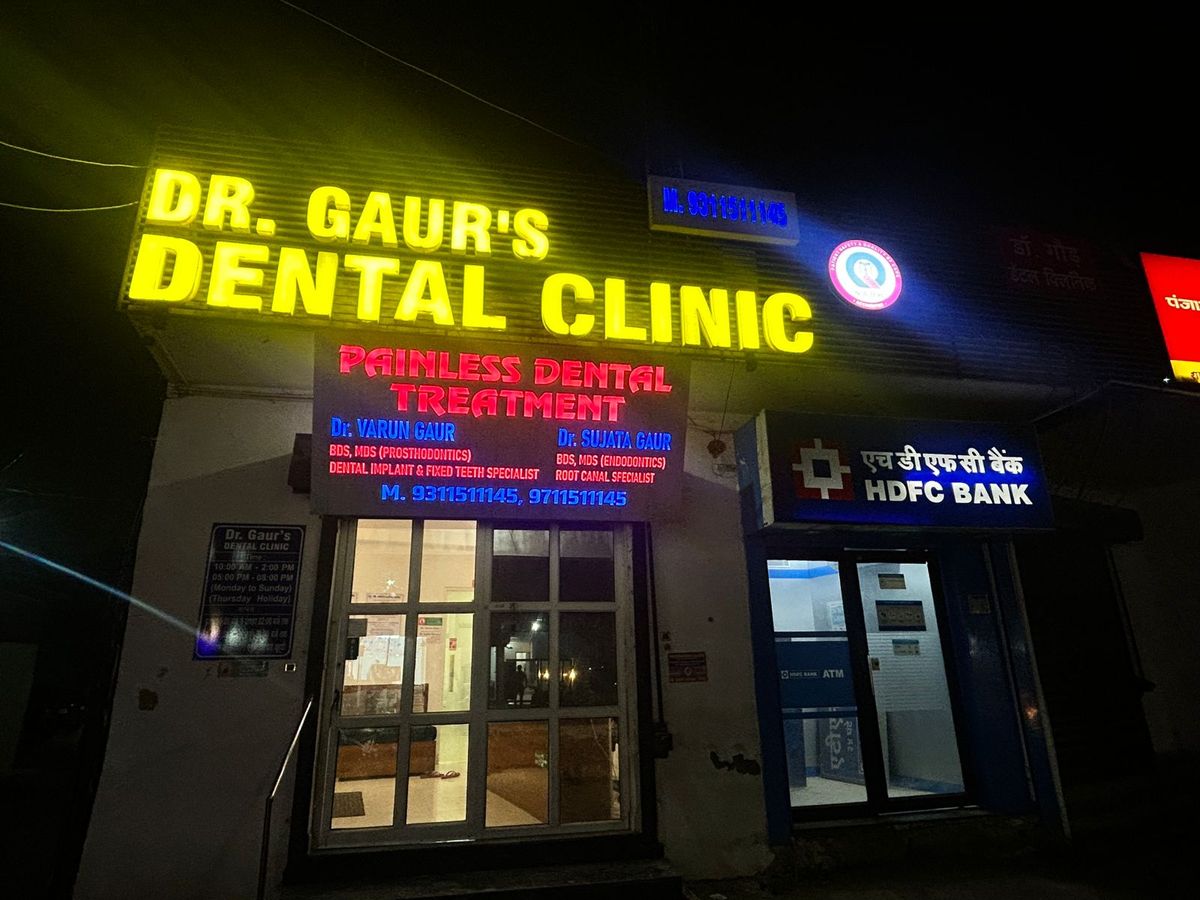 DR. GAUR'S
DENTAL CLINIC
M. 9311511145
डॉ. गौड़
डेंटल क्लिनिक
पंजा
PAINLESS DENTAL
TREATMENT
Dr. VARUN GAUR
BDS, MDS (PROSTHODONTICS)
DENTAL IMPLANT & FIXED TEETH SPECIALIST
Dr. SUJATA GAUR
BDS, MDS (ENDODONTICS)
ROOT CANAL SPECIALIST
M. 9311511145, 9711511145
एच डी एफ सी बैंक
HDFC BANK
Dr. Gaur's
DENTAL CLINIC
Time
10:00 AM - 2:00 PM
05:00 PM - 08:00 PM
(Monday to Sunday)
(Thursday Holiday)
HDFC BANK ATM